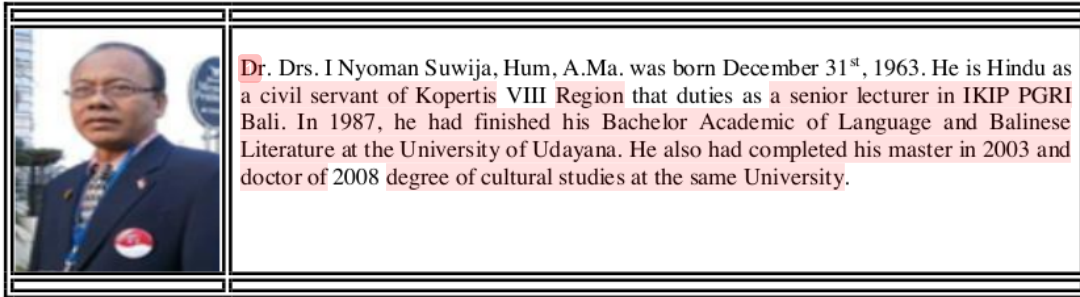 Dr. Drs. I Nyoman Suwija, Hum, A.Ma. was born December 31st, 1963. He is Hindu as
a civil servant of Kopertis VIII Region that duties as a senior lecturer in IKIP PGRI
Bali. In 1987, he had finished his Bachelor Academic of Language and Balinese
Literature at the University of Udayana. He also had completed his master in 2003 and
doctor of 2008 degree of cultural studies at the same University.